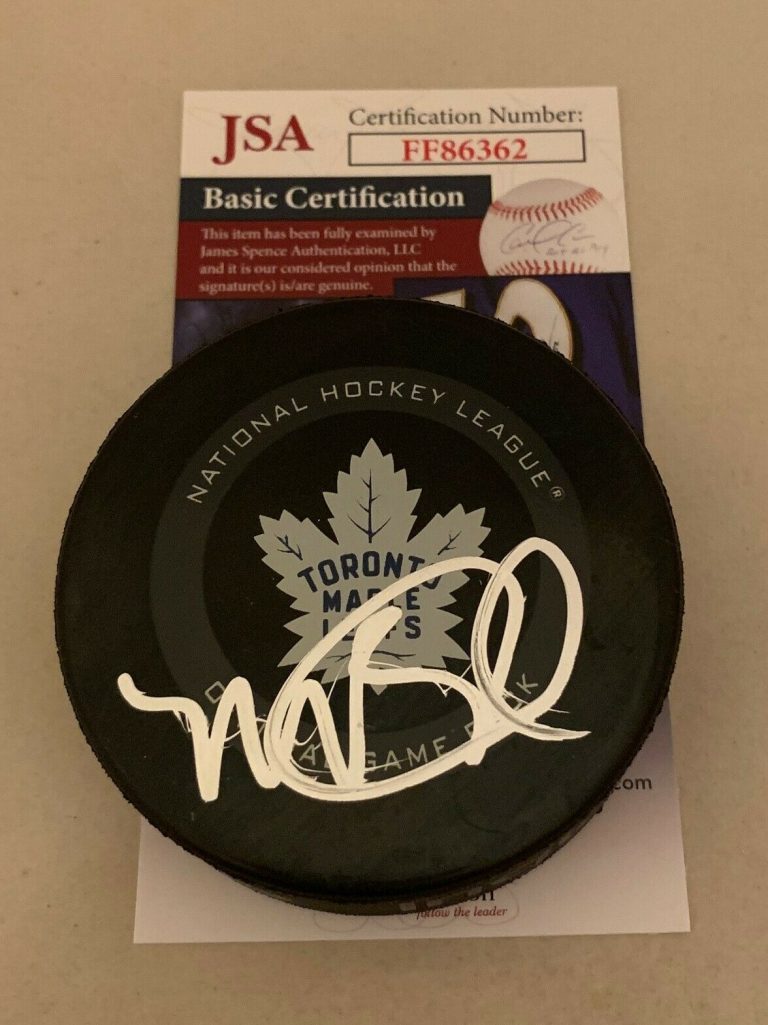 JSA
Certification Number:
FF86362
Basic Certification
This item has been fully examined by
James Spence Authentication, LLC
and it is our considered opinion that the
signature(s) is/are genuine.
NATIONAL HOCKEY LEAGUE®
TORONTO
MAPLE
LEAFS
GAME
.com
follow the leader